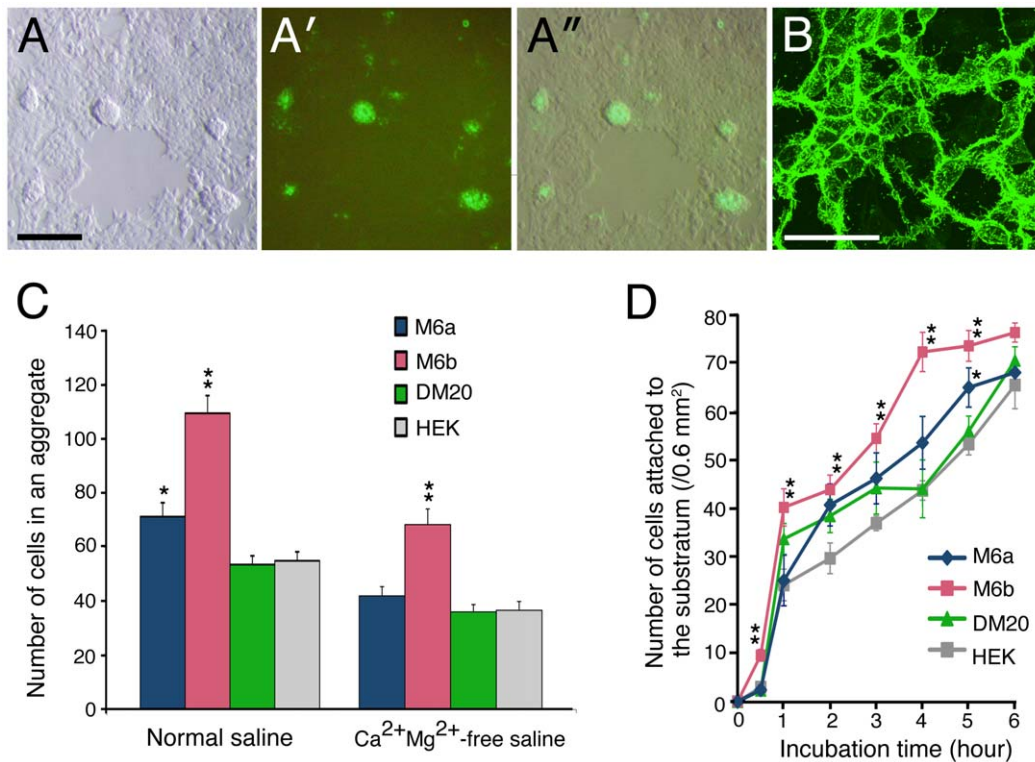 A
A′
A″
B
C
Number of cells in an aggregate
140
120
100
80
60
40
20
0
*
**
**
M6a
M6b
DM20
HEK
Normal saline
Ca2+Mg2+-free saline
D
Number of cells attached to
the substratum (/0.6 mm2)
80
70
60
50
40
30
20
10
0
**
**
**
**
**
**
*
M6a
M6b
DM20
HEK
0 1 2 3 4 5 6
Incubation time (hour)